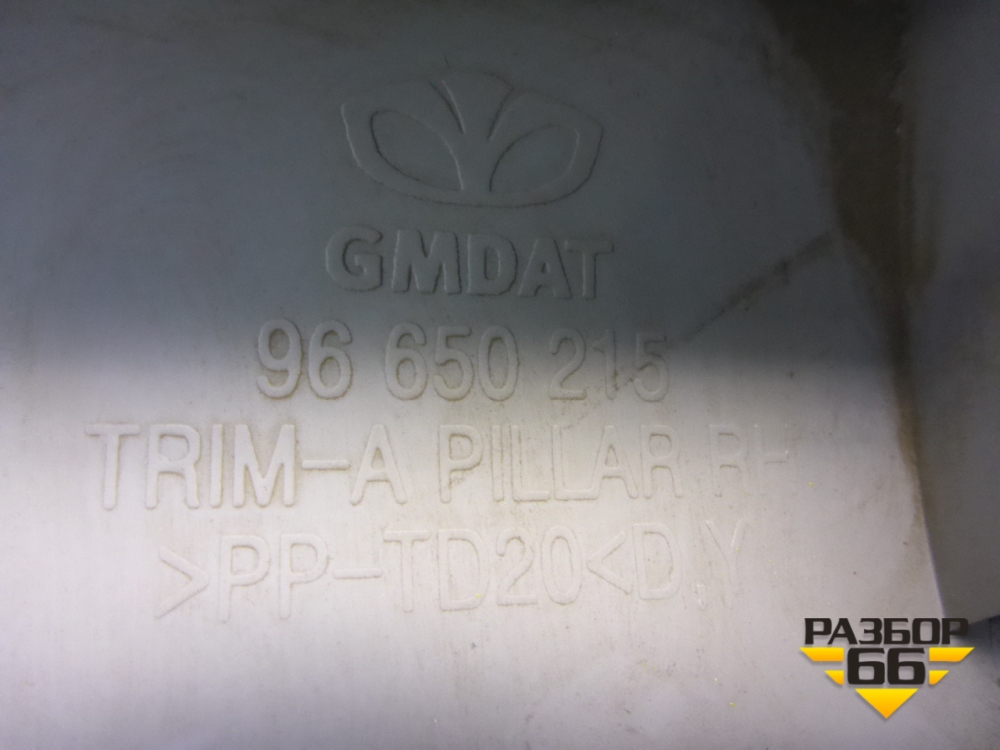 GMDAT
96 650 215
TRIM-A PILLAR RH
>PP-TD20<D.Y
РАЗБОР
66